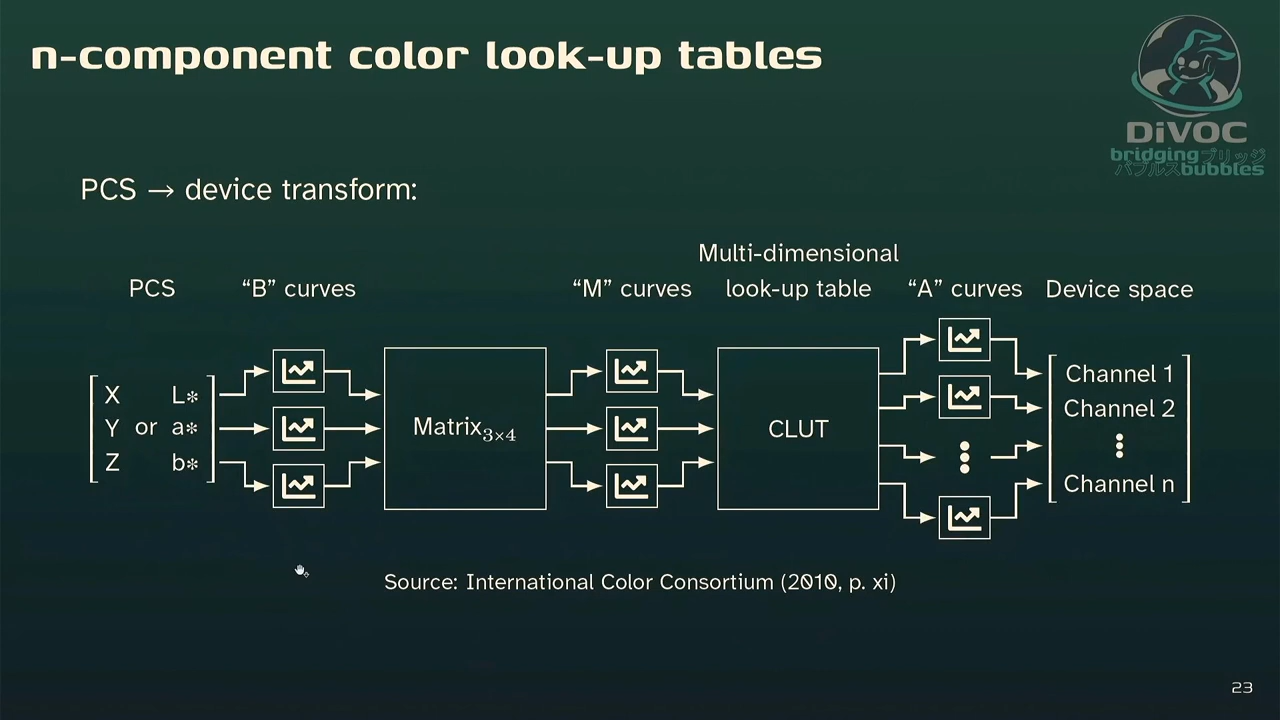 n-component color look-up tables
DiVOC
bridgingブリッジ
バブルスbubbles
PCS → device transform:
Multi-dimensional
PCS “B” curves “M” curves look-up table “A” curves Device space
X L*
Y or a*
Z b*
Matrix3×4
CLUT
Channel 1
Channel 2
Channel n
Source: International Color Consortium (2010, p. xi)
23